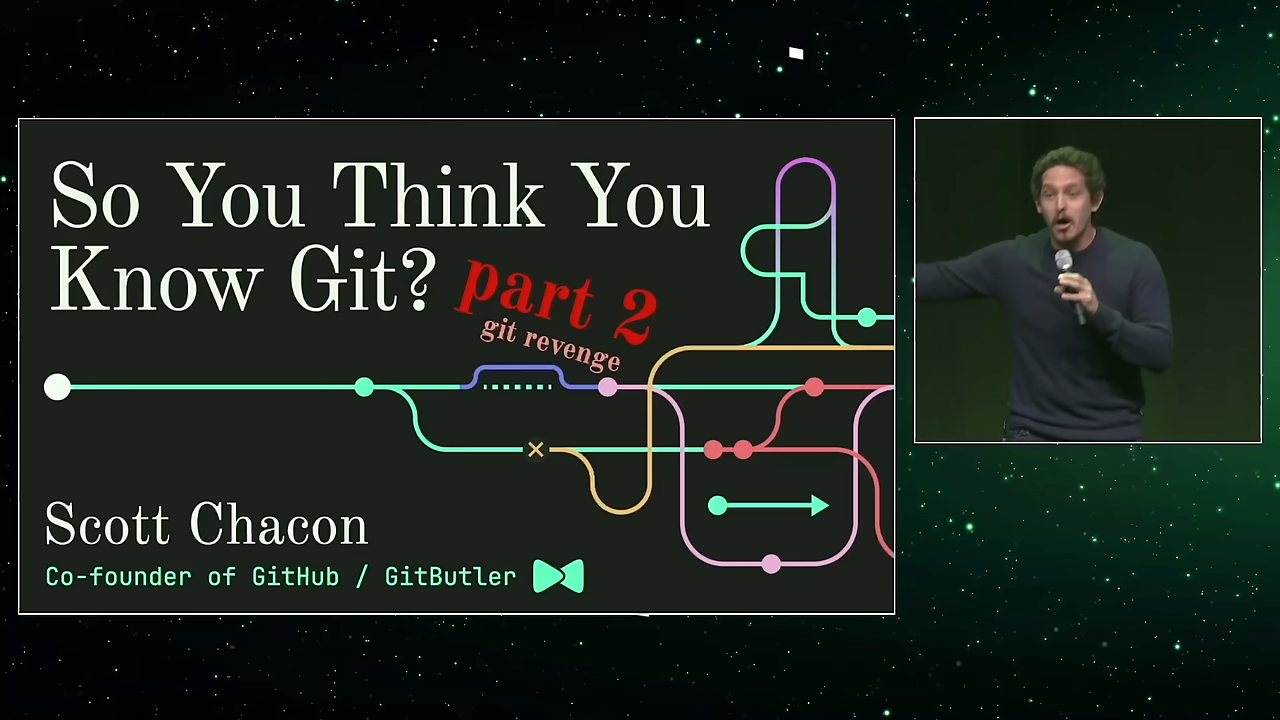 So You Think You
Know Git?
part 2
git revenge
Scott Chacon
Co-founder of GitHub / GitButler